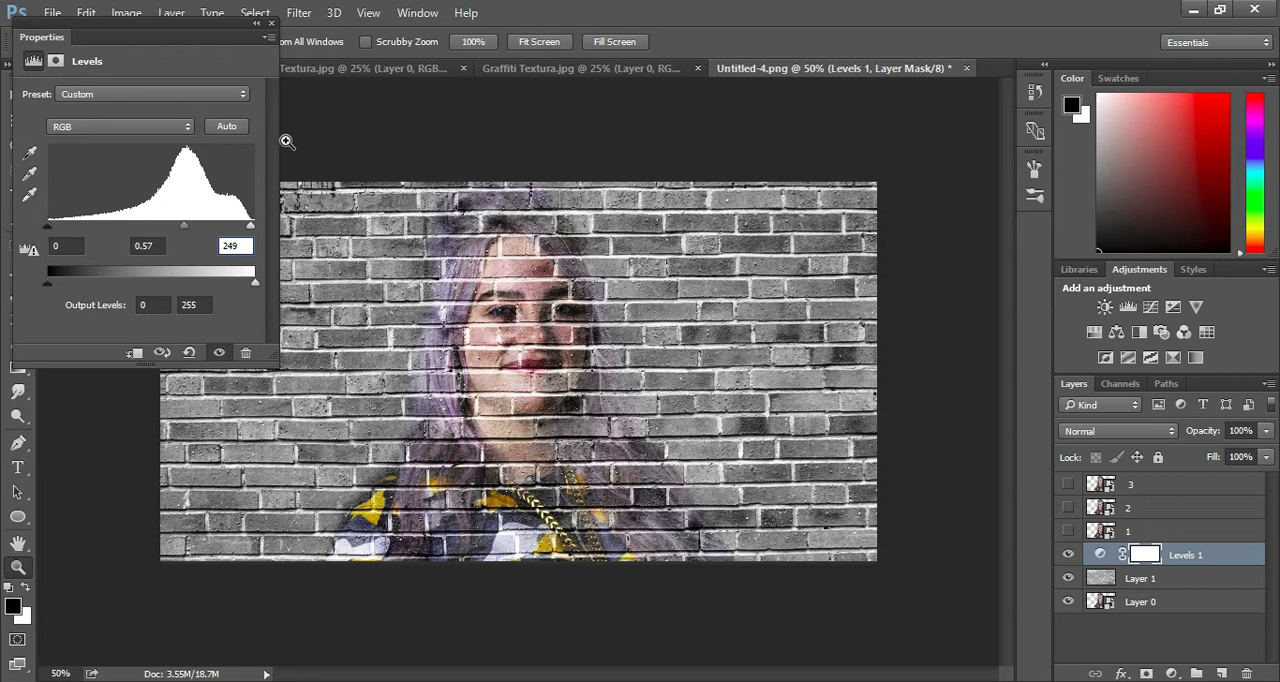 Ps File Edit Image Layer Type Select Filter 3D View Window Help
Properties
om All Windows Scrubby Zoom 100% Fit Screen Fill Screen Essentials
Levels
Textura.jpg @ 25% (Layer 0, RGB... × Graffiti Textura.jpg @ 25% (Layer 0, RG... × Untitled-4.png @ 50% (Levels 1, Layer Mask/8) * ×
Color Swatches
Preset: Custom
RGB Auto
0 0.57 249
Output Levels: 0 255
Libraries Adjustments Styles
Add an adjustment
Layers Channels Paths
Kind
Normal Opacity: 100%
Lock: Fill: 100%
3
2
1
Levels 1
Layer 1
Layer 0
50% Doc: 3.55M/18.7M